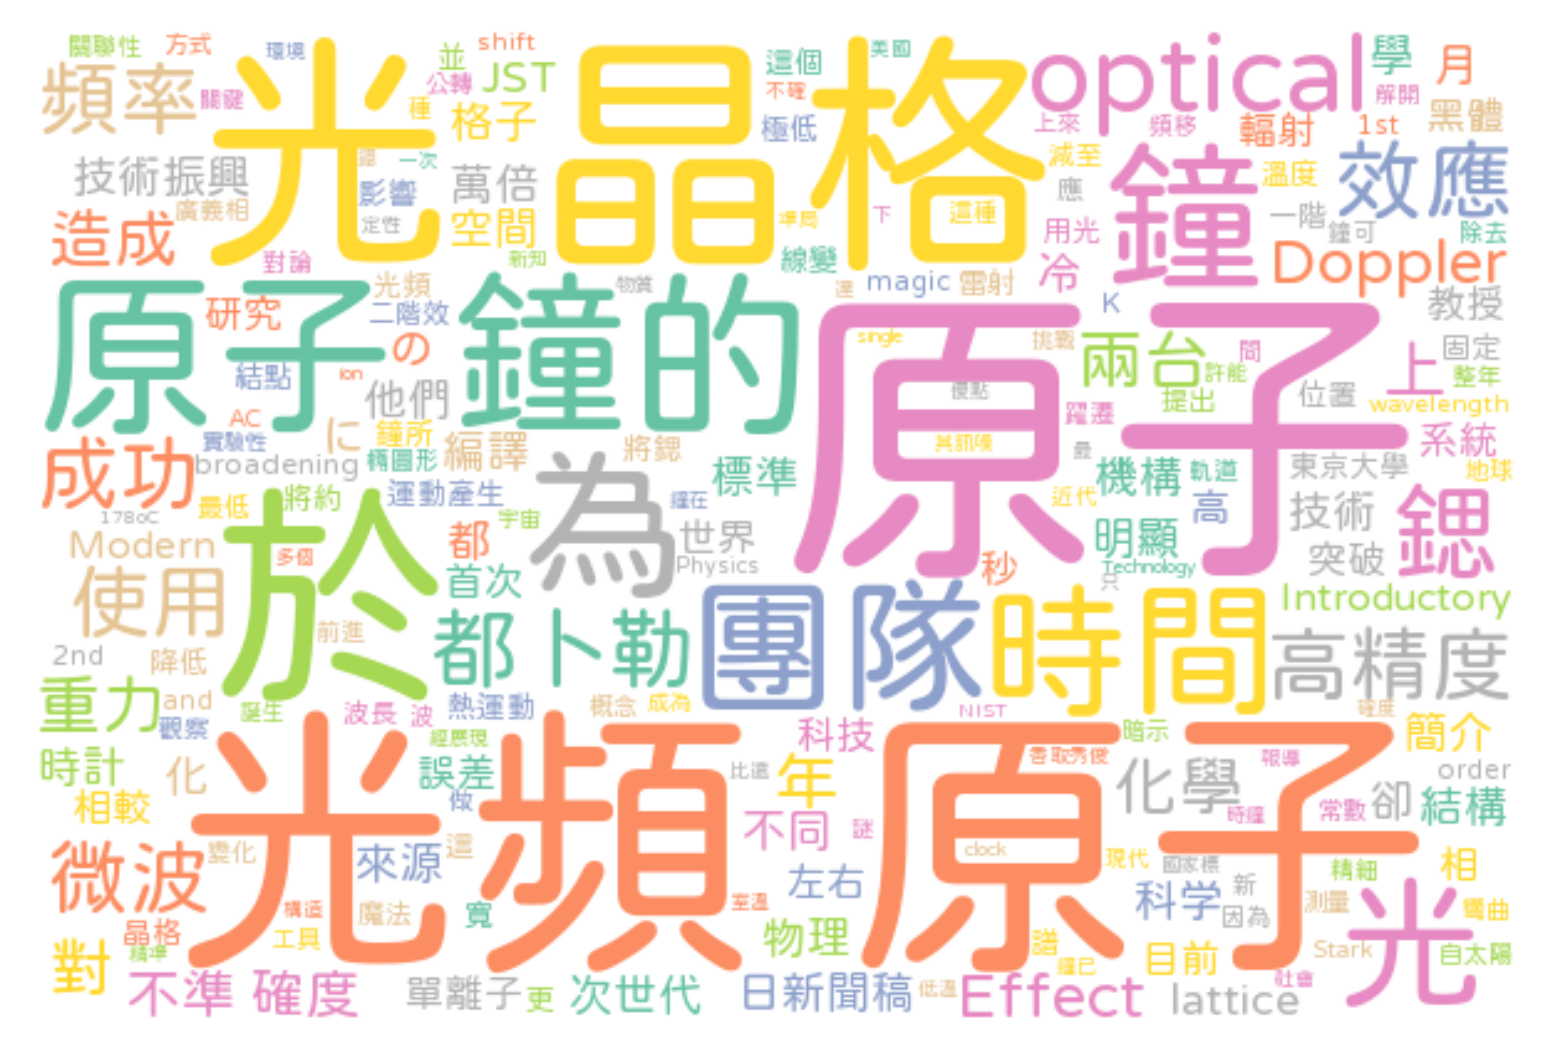 關聯性 方式 環境 並 shift 這個 美國 optical 學 月
頻率 關鍵 光 晶 格 公轉 JST 不確 解開
種 格子 極低 上來 頻移 輻射 1st 黑體
技術振興 一次 影響 萬倍 減至 鐘 溫度 效應
廣義相 定性 空間 下 這種 應 一階 鐘可
造成 對論 新知 線變 用光 除去
原子 鐘的 光頻 物質 magic 雷射 冷 Doppler
研究 二階效 原子 K 教授
の single 挑戰 兩台 間 固定
結點 ion 他們 優點 許能 上 整年
AC 提出 位置 wavelength
實驗性 に 鐘所 躍遷 系統
成功 broadening 橢圓形 編譯 將鍶 標準 最 機構 軌道 東京大學 地球
將約 運動產生 為 鐘在 近代 高 技術 鍶
178oC 最低 於 宇宙
Modern 多個 都 世界 明顯 突破
首次 Physics 秒 Technology 只
使用 Introductory
前進 都卜勒 團隊 時間 高精度
2nd 降低
重力 and 誕生 波長 波 熱運動 概念 成為 NIST 確度
觀察 科技 暗示 簡介
時計 化 光頻 原子 誤差 比這 年 香取秀俊 報導 order
相較 做 化學 卻 結構
不同 謎 時鐘 常數
微波 變化 來源 這 clock 現代 國家標 精細 相
左右 科学 新
構造 魔法 寬 室溫 因為 測量 光 彎曲
晶格 工具 物理 譜
對 精準 鐘已 目前 Stark 自太陽
不準 確度 單離子 更 次世代 日新聞稿 低溫 Effect lattice 社會